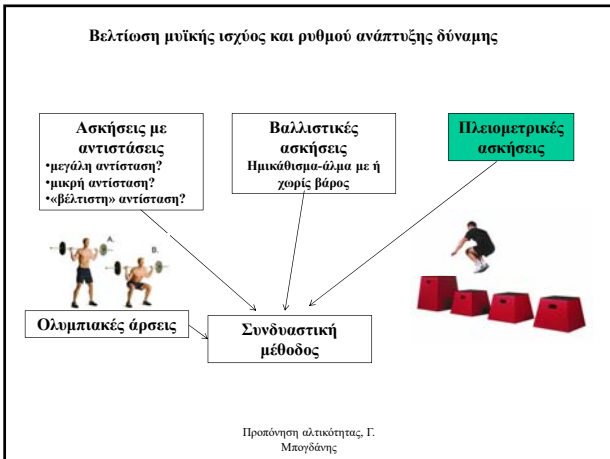 Βελτίωση μυϊκής ισχύος και ρυθμού ανάπτυξης δύναμης
Ασκήσεις με
αντιστάσεις
•μεγάλη αντίσταση?
•μικρή αντίσταση?
•«βέλτιστη» αντίσταση?
Βαλλιστικές
ασκήσεις
Ημικάθισμα-άλμα με ή
χωρίς βάρος
Πλειομετρικές
ασκήσεις
A.
B.
Ολυμπιακές άρσεις
Συνδυαστική
μέθοδος
Προπόνηση αλτικότητας, Γ.
Μπογδάνης